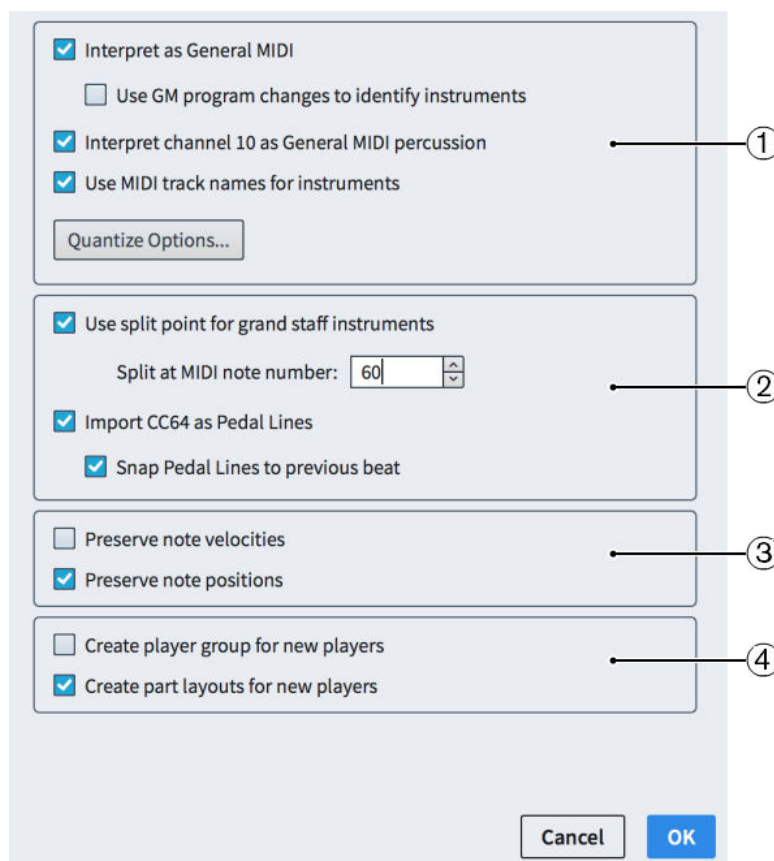 Interpret as General MIDI
Use GM program changes to identify instruments
Interpret channel 10 as General MIDI percussion
1
Use MIDI track names for instruments
Quantize Options...
Use split point for grand staff instruments
Split at MIDI note number: 60
2
Import CC64 as Pedal Lines
Snap Pedal Lines to previous beat
Preserve note velocities
3
Preserve note positions
Create player group for new players
4
Create part layouts for new players
Cancel OK